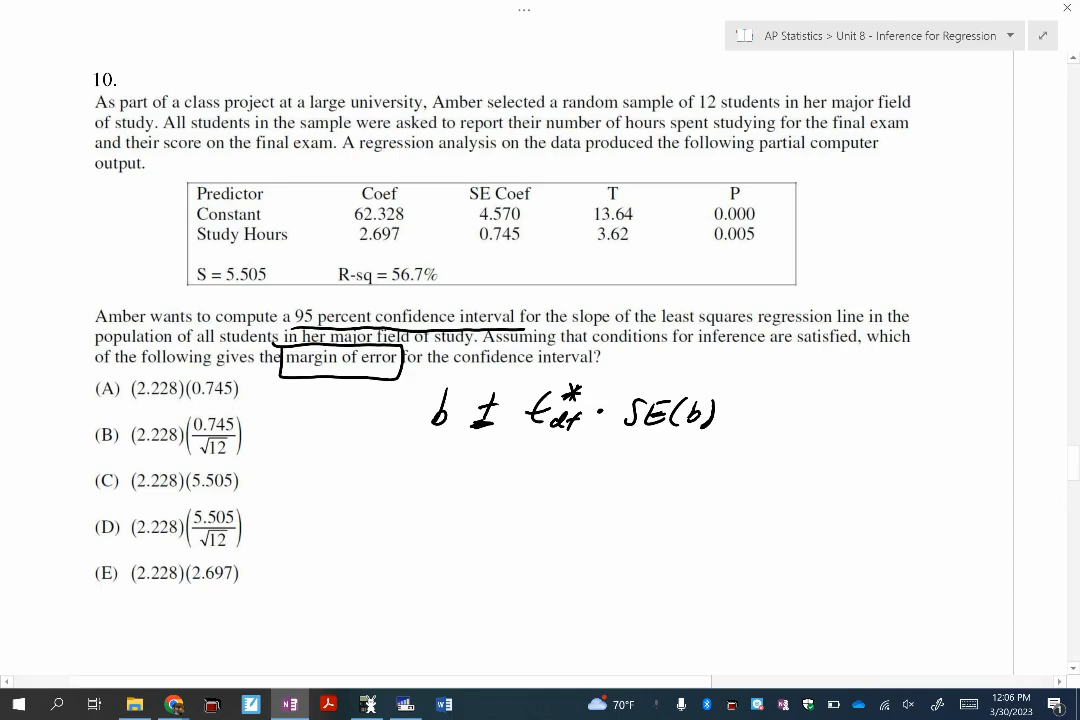 ...
AP Statistics > Unit 8 - Inference for Regression
10.
As part of a class project at a large university, Amber selected a random sample of 12 students in her major field
of study. All students in the sample were asked to report their number of hours spent studying for the final exam
and their score on the final exam. A regression analysis on the data produced the following partial computer
output.
Predictor Coef SE Coef T P
Constant 62.328 4.570 13.64 0.000
Study Hours 2.697 0.745 3.62 0.005
S = 5.505 R-sq = 56.7%
Amber wants to compute a 95 percent confidence interval for the slope of the least squares regression line in the
population of all students in her major field of study. Assuming that conditions for inference are satisfied, which
of the following gives the margin of error for the confidence interval?
(A) (2.228)(0.745)
(B) (2.228)(0.745/√12)
(C) (2.228)(5.505)
(D) (2.228)(5.505/√12)
(E) (2.228)(2.697)
b ± t*df · SE(b)
70°F
12:06 PM
3/30/2023